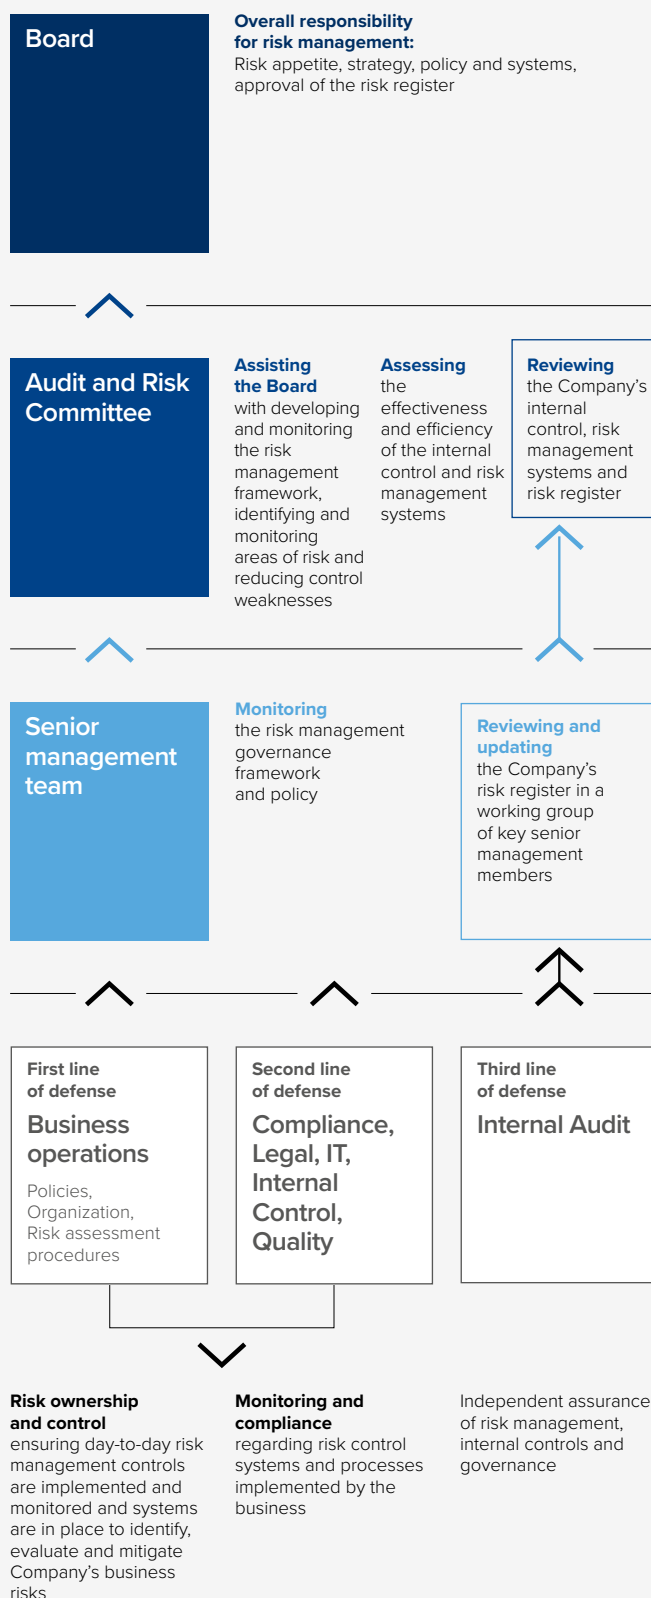 Board
Overall responsibility
for risk management:
Risk appetite, strategy, policy and systems,
approval of the risk register
Audit and Risk
Committee
Assisting
the Board
with developing
and monitoring
the risk
management
framework,
identifying and
monitoring
areas of risk and
reducing control
weaknesses
Assessing
the
effectiveness
and efficiency
of the internal
control and risk
management
systems
Reviewing
the Company's
internal
control, risk
management
systems and
risk register
Senior
management
team
Monitoring
the risk management
governance
framework
and policy
Reviewing and
updating
the Company's
risk register in a
working group
of key senior
management
members
First line
of defense
Business
operations
Policies,
Organization,
Risk assessment
procedures
Second line
of defense
Compliance,
Legal, IT,
Internal
Control,
Quality
Third line
of defense
Internal Audit
Risk ownership
and control
ensuring day-to-day risk
management controls
are implemented and
monitored and systems
are in place to identify,
evaluate and mitigate
Company's business
risks
Monitoring and
compliance
regarding risk control
systems and processes
implemented by the
business
Independent assurance
of risk management,
internal controls and
governance